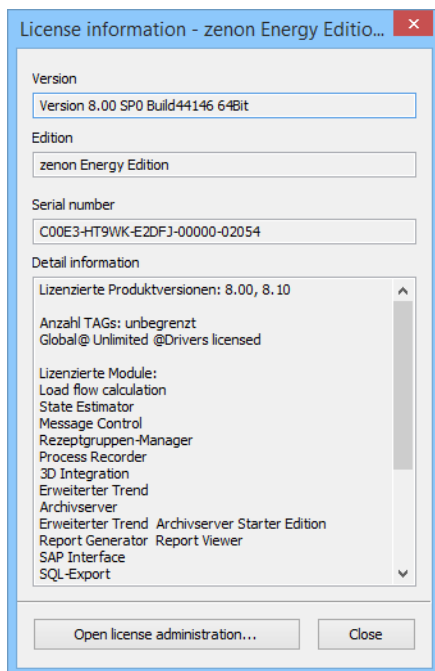 License information - zenon Energy Editio...
Version
Version 8.00 SP0 Build44146 64Bit
Edition
zenon Energy Edition
Serial number
C00E3-HT9WK-E2DFJ-00000-02054
Detail information
Lizenzierte Produktversionen: 8.00, 8.10
Anzahl TAGs: unbegrenzt
Global@ Unlimited @Drivers licensed
Lizenzierte Module:
Load flow calculation
State Estimator
Message Control
Rezeptgruppen-Manager
Process Recorder
3D Integration
Erweiterter Trend
Archivserver
Erweiterter Trend Archivserver Starter Edition
Report Generator Report Viewer
SAP Interface
SQL-Export
Open license administration... Close